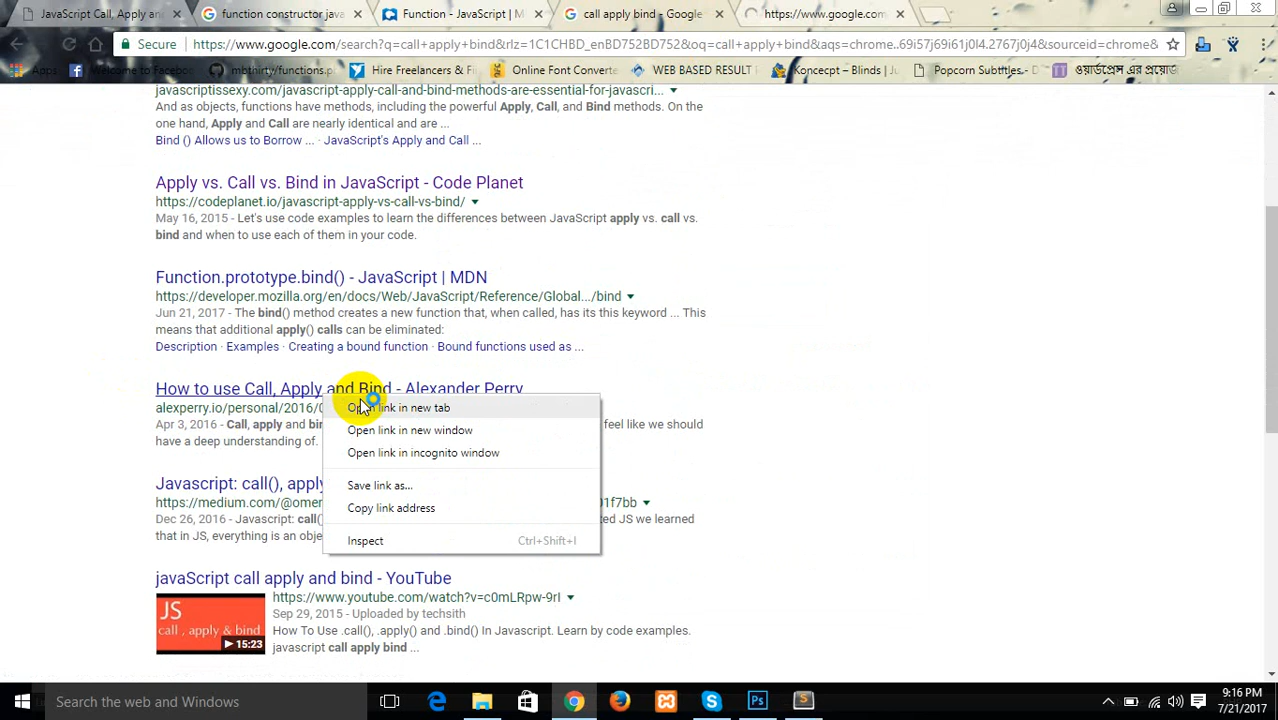 JavaScript Call, Apply and
function constructor java
Function - JavaScript | M
call apply bind - Google
https://www.google.com/
Secure
https://www.google.com/search?q=call+apply+bind&rlz=1C1CHBD_enBD752BD752&oq=call+apply+bind&aqs=chrome..69i57j69i61j0l4.2767j0j4&sourceid=chrome&
Apps
Welcome to Facebo
mbthirty/functions.p
Hire Freelancers & F
Online Font Converte
WEB BASED RESULT
Koncept – Blinds | Ju
Popcorn Subtitles - D
ওয়ার্ডপ্রেস এর প্রয়ো
javascriptissexy.com/javascript-apply-call-and-bind-methods-are-essential-for-javascri...
And as objects, functions have methods, including the powerful Apply, Call, and Bind methods. On the
one hand, Apply and Call are nearly identical and are ...
Bind () Allows us to Borrow ... · JavaScript's Apply and Call ...
Apply vs. Call vs. Bind in JavaScript - Code Planet
https://codeplanet.io/javascript-apply-vs-call-vs-bind/
May 16, 2015 - Let's use code examples to learn the differences between JavaScript apply vs. call vs.
bind and when to use each of them in your code.
Function.prototype.bind() - JavaScript | MDN
https://developer.mozilla.org/en/docs/Web/JavaScript/Reference/Global.../bind
Jun 21, 2017 - The bind() method creates a new function that, when called, has its this keyword ... This
means that additional apply() calls can be eliminated:
Description · Examples · Creating a bound function · Bound functions used as ...
How to use Call, Apply and Bind - Alexander Perry
alexperry.io/personal/2016/
Apr 3, 2016 - Call, apply and bin
feel like we should
have a deep understanding of
Open link in new tab
Open link in new window
Open link in incognito window
Save link as...
Copy link address
Inspect Ctrl+Shift+I
Javascript: call(), apply
https://medium.com/@omer
01f7bb
Dec 26, 2016 - Javascript: call(
ed JS we learned
that in JS, everything is an obje
javaScript call apply and bind - YouTube
https://www.youtube.com/watch?v=c0mLRpw-9rI
Sep 29, 2015 - Uploaded by techsith
How To Use .call(), .apply() and .bind() In Javascript. Learn by code examples.
javascript call apply bind ...
JS
call , apply & bind
15:23
Search the web and Windows
9:16 PM
7/21/2017